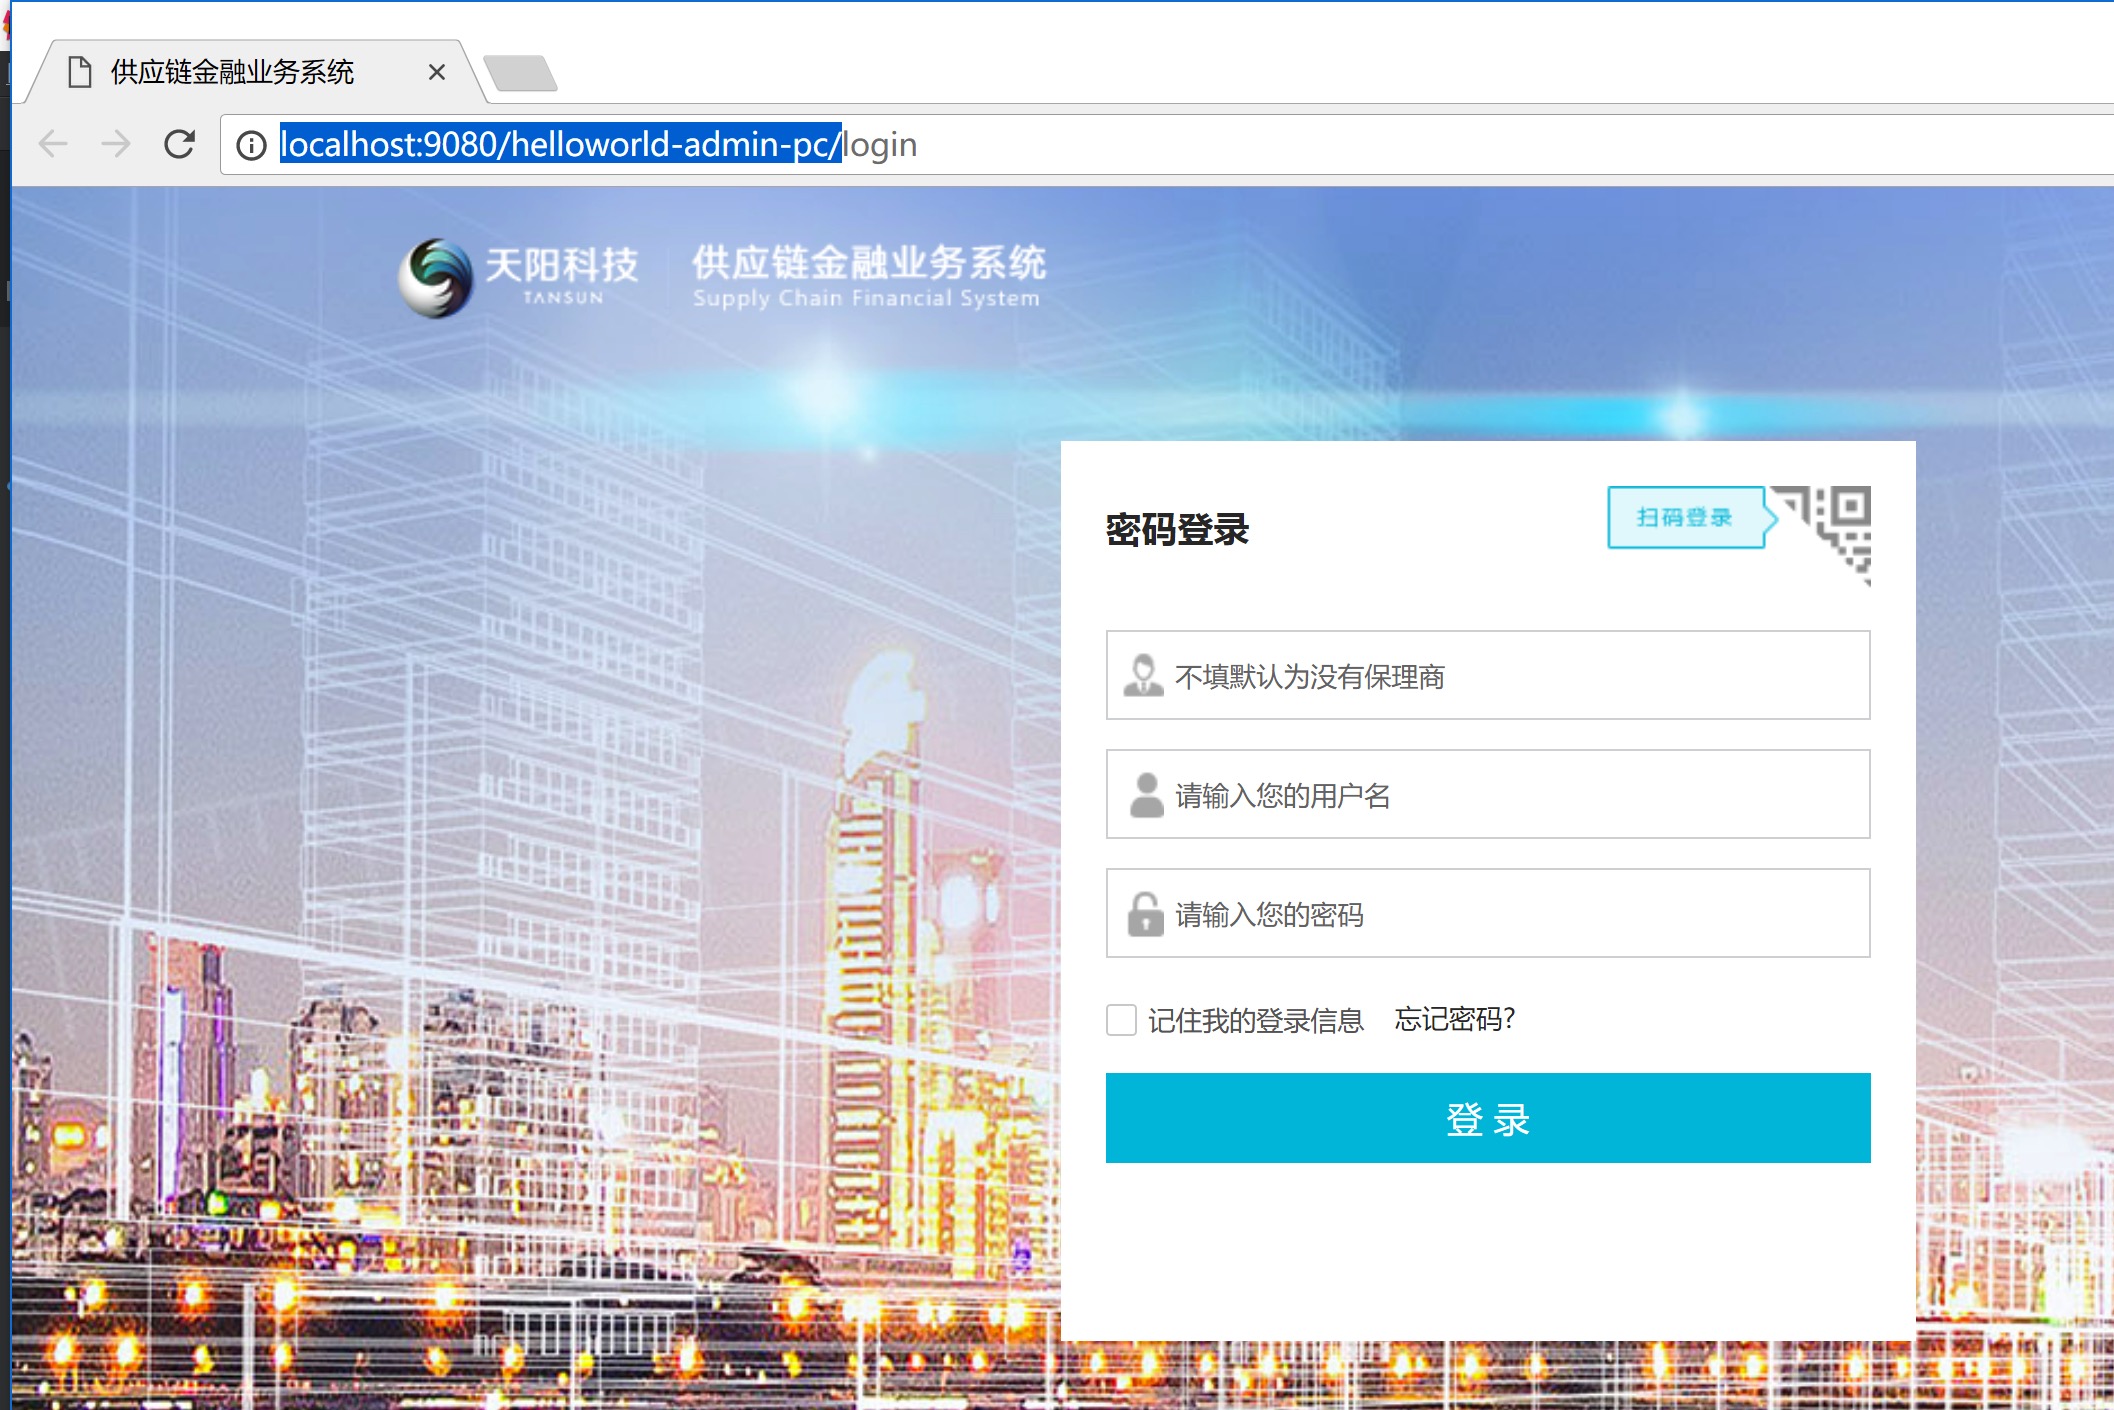 供应链金融业务系统
localhost:9080/helloworld-admin-pc/login
天阳科技 供应链金融业务系统
TANSUN Supply Chain Financial System
密码登录
扫码登录
不填默认为没有保理商
请输入您的用户名
请输入您的密码
记住我的登录信息 忘记密码?
登 录